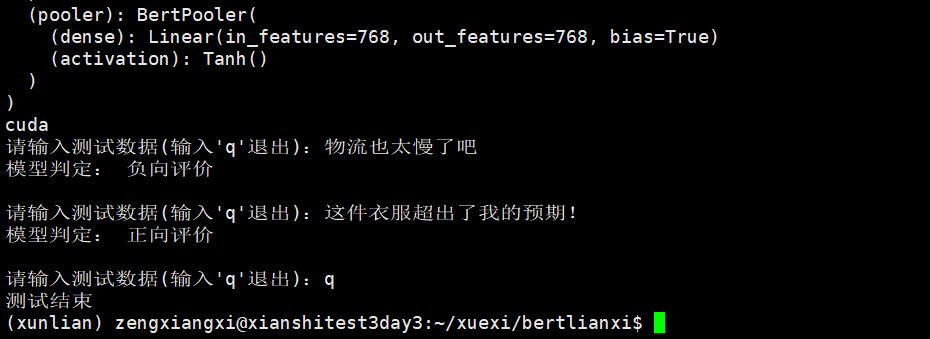 (pooler): BertPooler(
(dense): Linear(in_features=768, out_features=768, bias=True)
(activation): Tanh()
)
)
cuda
请输入测试数据(输入'q'退出): 物流也太慢了吧
模型判定: 负向评价
请输入测试数据(输入'q'退出): 这件衣服超出了我的预期!
模型判定: 正向评价
请输入测试数据(输入'q'退出): q
测试结束
(xunlian) zengxiangxi@xianshitest3day3:~/xuexi/bertlianxi$